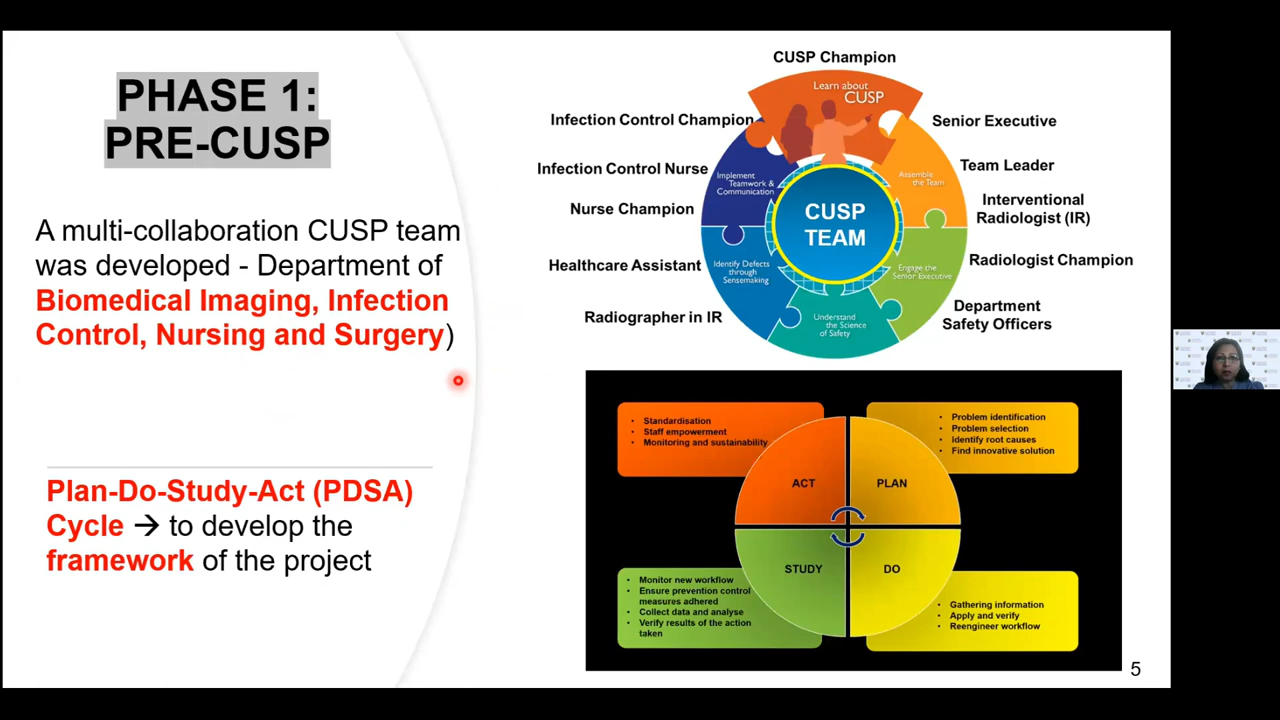 PHASE 1:
PRE-CUSP
A multi-collaboration CUSP team
was developed - Department of
Biomedical Imaging, Infection
Control, Nursing and Surgery)
Plan-Do-Study-Act (PDSA)
Cycle → to develop the
framework of the project
CUSP Champion
Infection Control Champion
Infection Control Nurse
Nurse Champion
Healthcare Assistant
Radiographer in IR
Senior Executive
Team Leader
Interventional
Radiologist (IR)
Radiologist Champion
Department
Safety Officers
Learn about
CUSP
Assemble
the Team
Engage the
Senior Executive
Understand
the Science
of Safety
Identify Defects
through
Sensemaking
Implement
Teamwork &
Communication
CUSP
TEAM
• Standardisation
• Staff empowerment
• Monitoring and sustainability
• Problem identification
• Problem selection
• Identify root causes
• Find innovative solution
ACT
PLAN
STUDY
DO
• Monitor new workflow
• Ensure prevention control
measures adhered
• Collect data and analyse
• Verify results of the action
taken
• Gathering information
• Apply and verify
• Reengineer workflow
5